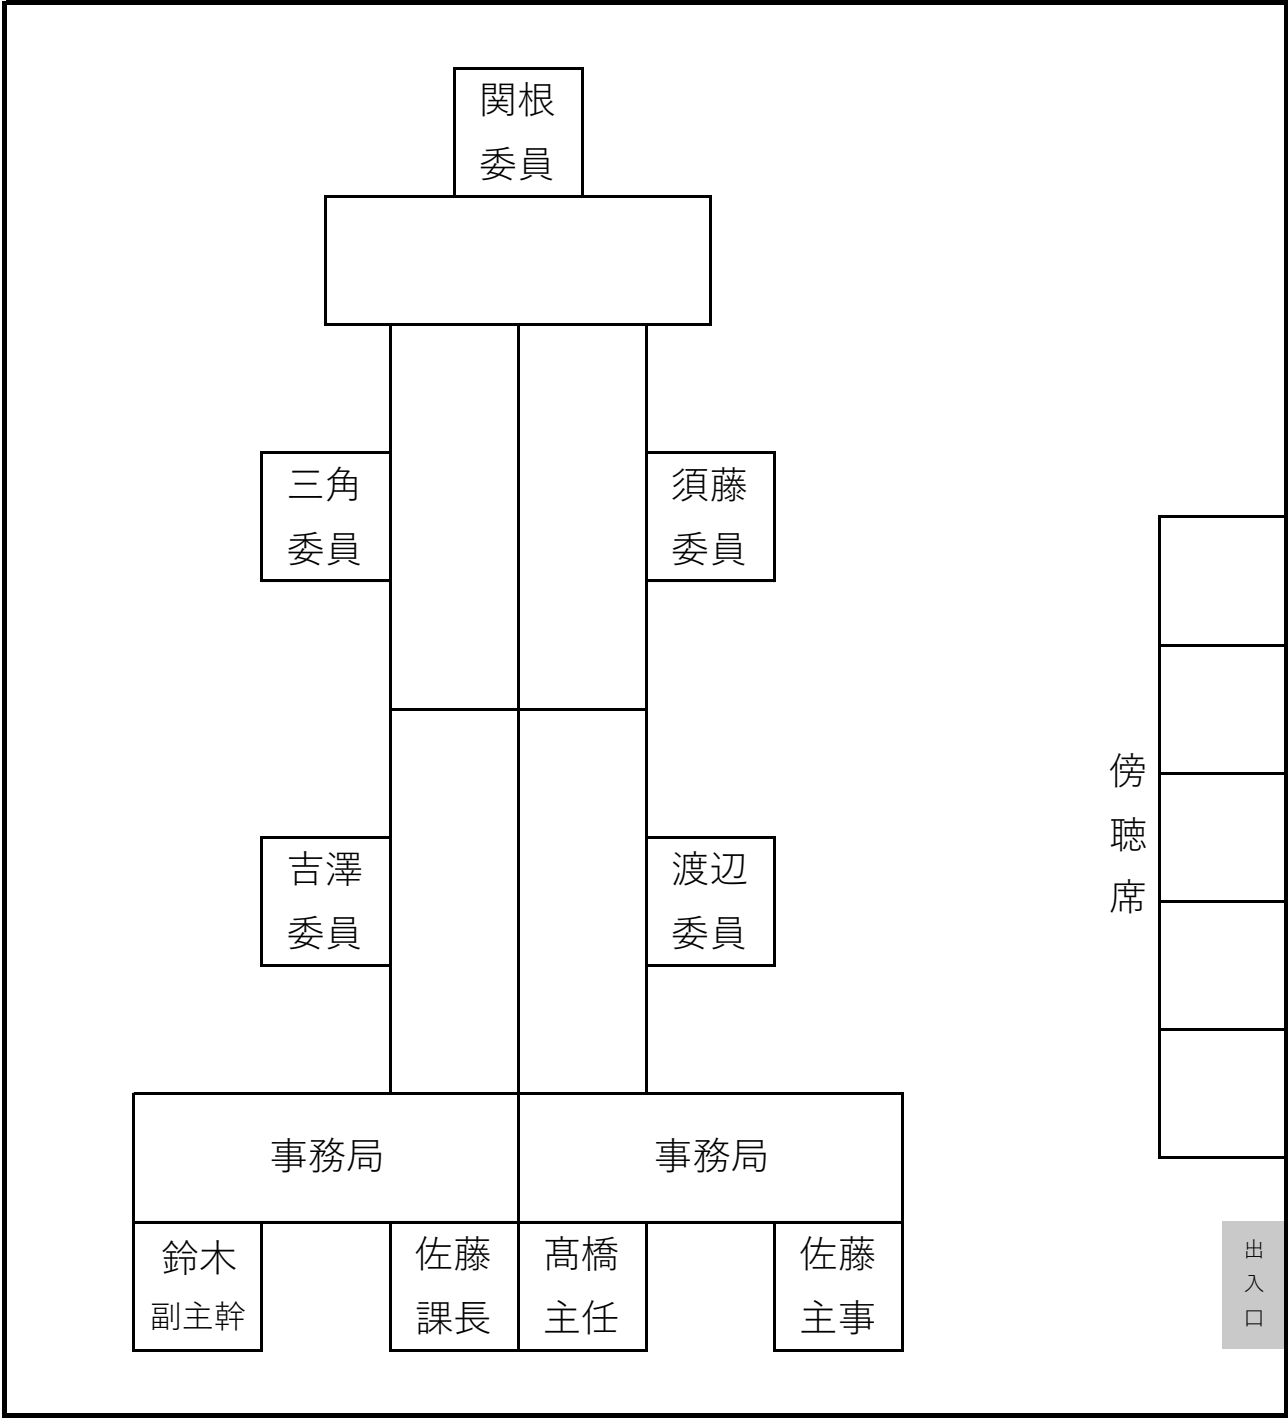 関根
委員
三角
委員
須藤
委員
吉澤
委員
渡辺
委員
傍聴席
事務局
事務局
鈴木
副主幹
佐藤
課長
髙橋
主任
佐藤
主事
出入口